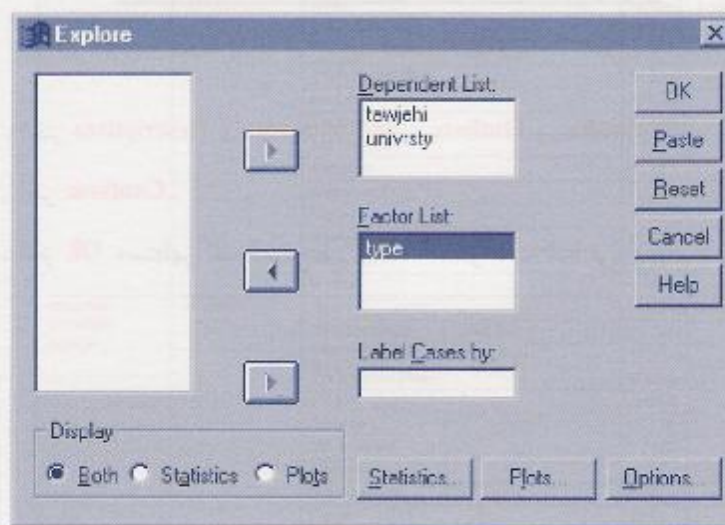 Explore
Dependent List:
tawjehi
univrsty
OK
Paste
Reset
Cancel
Help
Factor List:
type
Label Cases by:
Display
Both Statistics Plots
Statistics... Plots... Options...